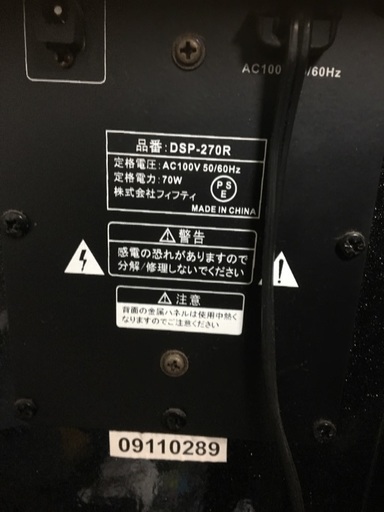 AC100 /60Hz
品番:DSP-270R
定格電圧:AC100V 50/60Hz
定格電力:70W
株式会社フィフティ
PSE
MADE IN CHINA
警告
感電の恐れがありますので
分解/修理しないでください
注意
背面の金属パネルは使用中熱く
なりますのでご注意ください
09110289